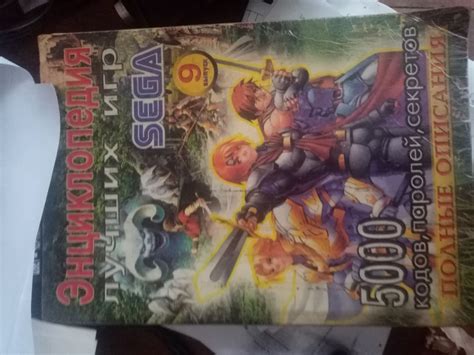 Энциклопедия
лучших игр
SEGA
9
выпуск
5000
кодов, паролей, секретов
ПОЛНЫЕ ОПИСАНИЯ